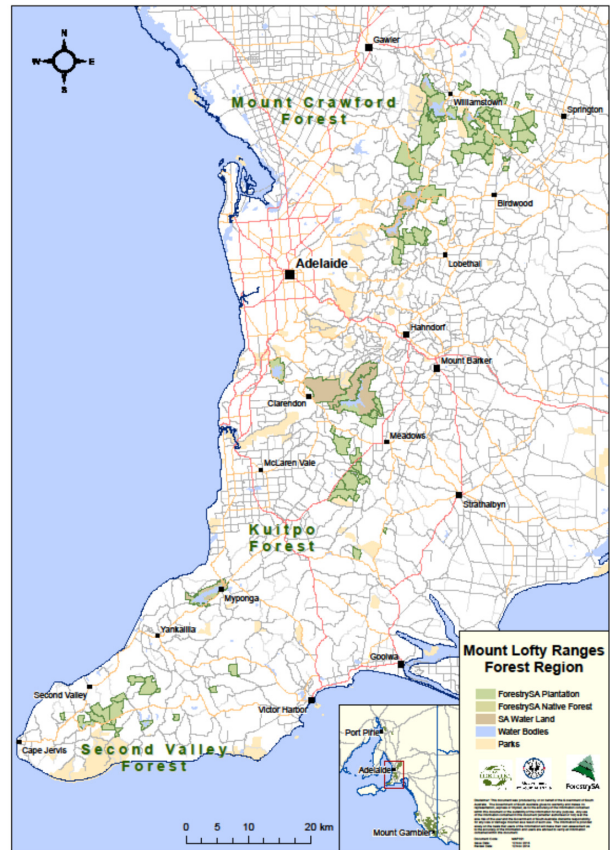 N
W E
S
Gawler
Mount Crawford
Forest
Williamstown
Springton
Birdwood
Lobethal
Adelaide
Hahndorf
Mount Barker
Clarendon
Meadows
McLaren Vale
Strathalbyn
Kuitpo
Forest
Myponga
Yankalilla
Goolwa
Second Valley
Victor Harbor
Cape Jervis
Second Valley
Forest
0 10 20 km
Port Pirie
Adelaide
Mount Gambier
Mount Lofty Ranges
Forest Region
ForestrySA Plantation
ForestrySA Native Forest
SA Water Land
Water Bodies
Parks
ForestrySA